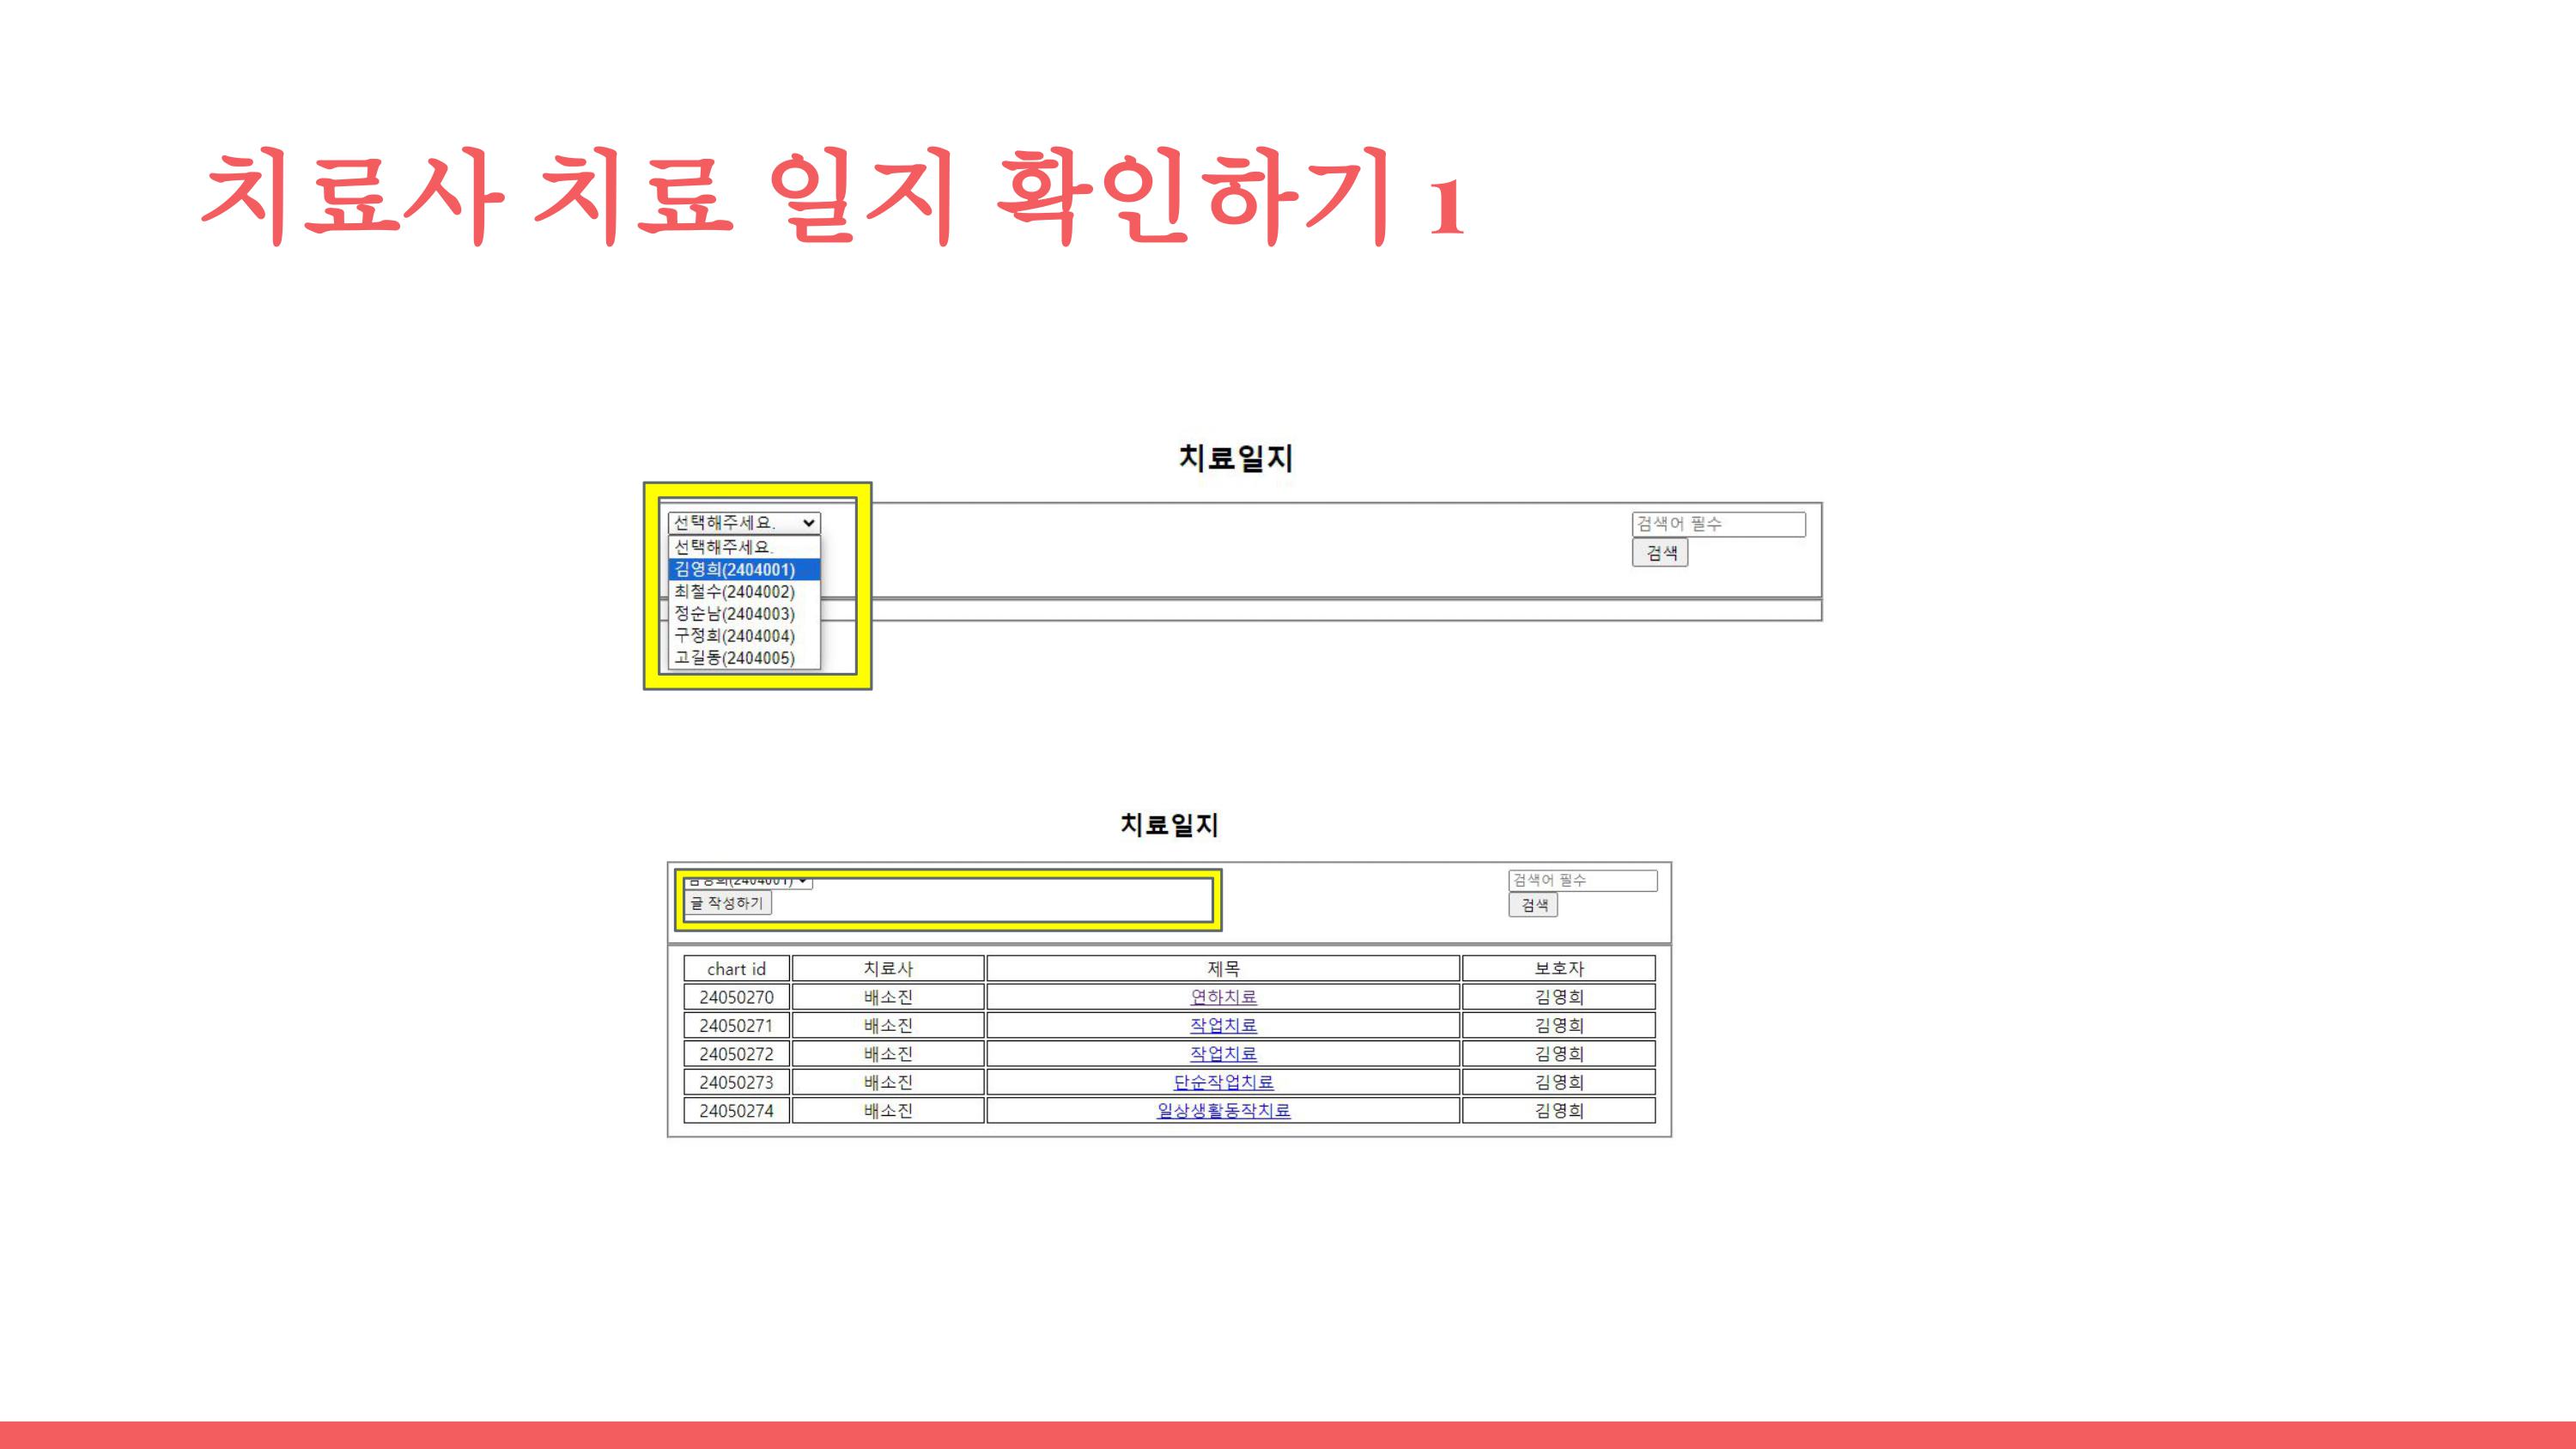 치료사 치료 일지 확인하기 1
치료일지
선택해주세요.
검색어 필수
선택해주세요.
검색
김영희(2404001)
최철수(2404002)
정순남(2404003)
구정희(2404004)
고길동(2404005)
치료일지
김영희(2404001)
검색어 필수
글 작성하기
검색
chart id 치료사 제목 보호자
24050270 배소진 연하치료 김영희
24050271 배소진 작업치료 김영희
24050272 배소진 작업치료 김영희
24050273 배소진 단순작업치료 김영희
24050274 배소진 일상생활동작치료 김영희